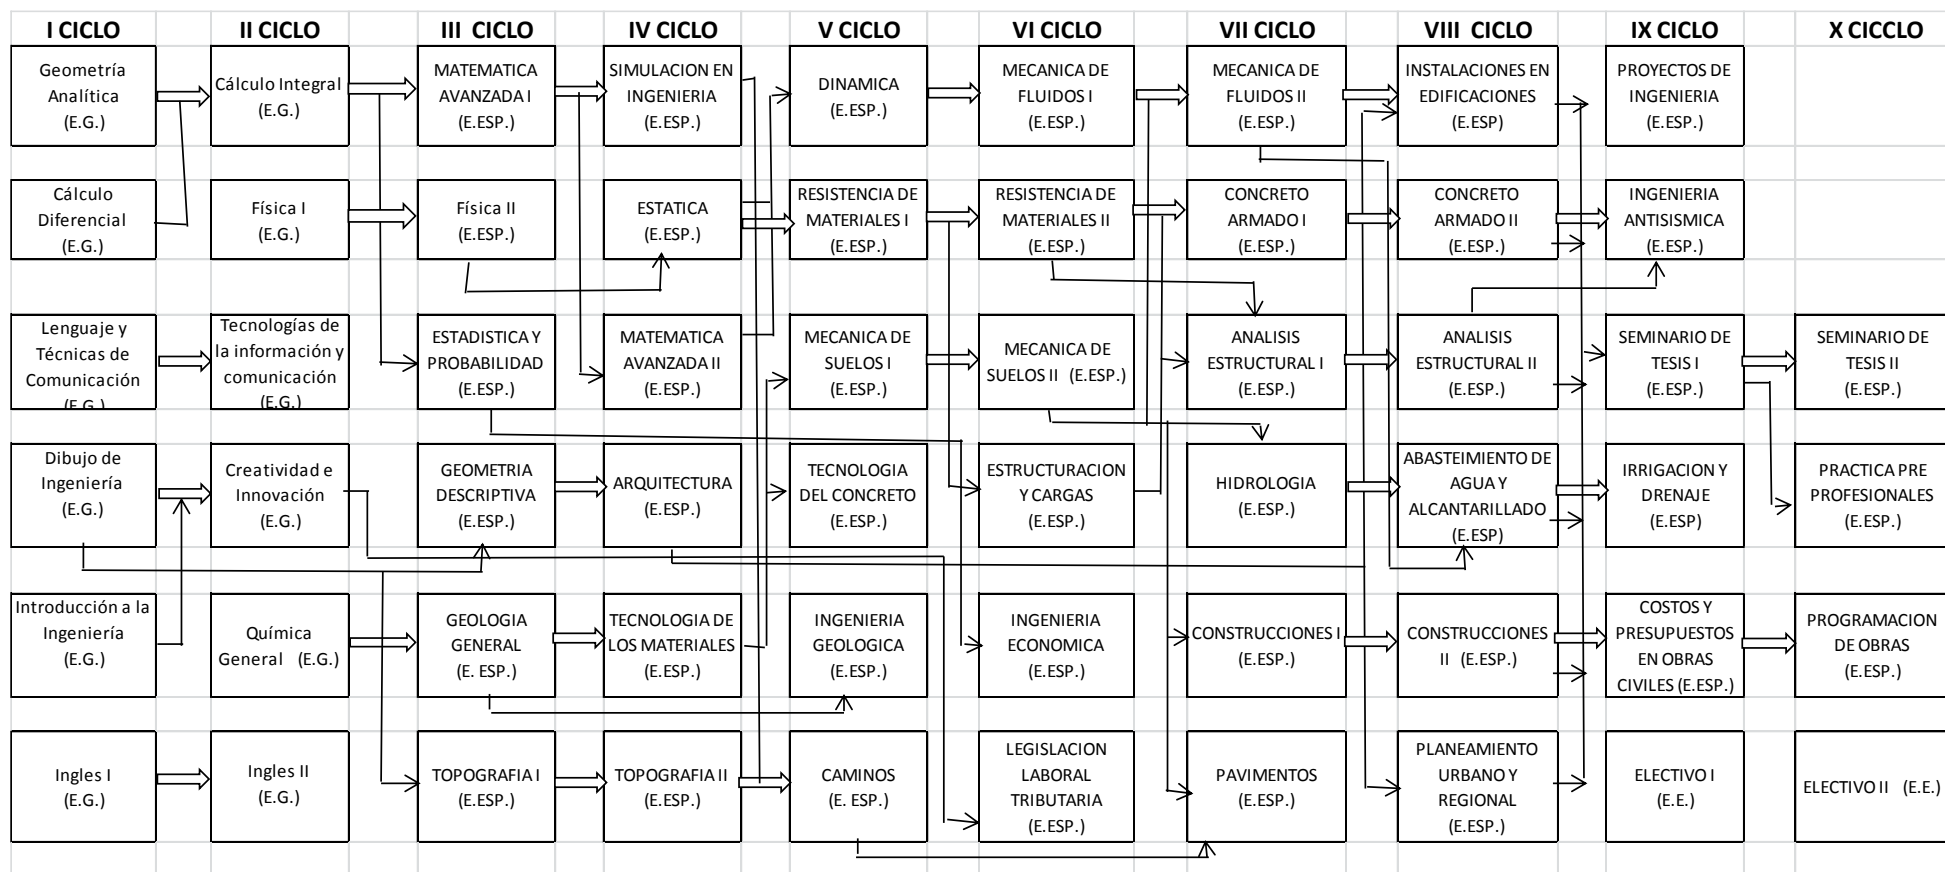 I CICLO
II CICLO
III CICLO
IV CICLO
V CICLO
VI CICLO
VII CICLO
VIII CICLO
IX CICLO
X CICCLO
Geometría
Analítica
(E.G.)
Cálculo Integral
(E.G.)
MATEMATICA
AVANZADA I
(E.ESP.)
SIMULACION EN
INGENIERIA
(E.ESP.)
DINAMICA
(E.ESP.)
MECANICA DE
FLUIDOS I
(E.ESP.)
MECANICA DE
FLUIDOS II
(E.ESP.)
INSTALACIONES EN
EDIFICACIONES
(E.ESP)
PROYECTOS DE
INGENIERIA
(E.ESP.)
Cálculo
Diferencial
(E.G.)
Física I
(E.G.)
Física II
(E.ESP.)
ESTATICA
(E.ESP.)
RESISTENCIA DE
MATERIALES I
(E.ESP.)
RESISTENCIA DE
MATERIALES II
(E.ESP.)
CONCRETO
ARMADO I
(E.ESP.)
CONCRETO
ARMADO II
(E.ESP.)
INGENIERIA
ANTISISMICA
(E.ESP.)
Lenguaje y
Técnicas de
Comunicación
(E.G.)
Tecnologías de
la información y
comunicación
(E.G.)
ESTADISTICA Y
PROBABILIDAD
(E.ESP.)
MATEMATICA
AVANZADA II
(E.ESP.)
MECANICA DE
SUELOS I
(E.ESP.)
MECANICA DE
SUELOS II (E.ESP.)
ANALISIS
ESTRUCTURAL I
(E.ESP.)
ANALISIS
ESTRUCTURAL II
(E.ESP.)
SEMINARIO DE
TESIS I
(E.ESP.)
SEMINARIO DE
TESIS II
(E.ESP.)
Dibujo de
Ingeniería
(E.G.)
Creatividad e
Innovación
(E.G.)
GEOMETRIA
DESCRIPTIVA
(E.ESP.)
ARQUITECTURA
(E.ESP.)
TECNOLOGIA
DEL CONCRETO
(E.ESP.)
ESTRUCTURACION
Y CARGAS
(E.ESP.)
HIDROLOGIA
(E.ESP.)
ABASTEIMIENTO DE
AGUA Y
ALCANTARILLADO
(E.ESP)
IRRIGACION Y
DRENAJE
(E.ESP)
PRACTICA PRE
PROFESIONALES
(E.ESP.)
Introducción a la
Ingeniería
(E.G.)
Química
General (E.G.)
GEOLOGIA
GENERAL
(E. ESP.)
TECNOLOGIA DE
LOS MATERIALES
(E.ESP.)
INGENIERIA
GEOLOGICA
(E.ESP.)
INGENIERIA
ECONOMICA
(E.ESP.)
CONSTRUCCIONES I
(E.ESP.)
CONSTRUCCIONES
II (E.ESP.)
COSTOS Y
PRESUPUESTOS
EN OBRAS
CIVILES (E.ESP.)
PROGRAMACION
DE OBRAS
(E.ESP.)
Ingles I
(E.G.)
Ingles II
(E.G.)
TOPOGRAFIA I
(E.ESP.)
TOPOGRAFIA II
(E.ESP.)
CAMINOS
(E. ESP.)
LEGISLACION
LABORAL
TRIBUTARIA
(E.ESP.)
PAVIMENTOS
(E.ESP.)
PLANEAMIENTO
URBANO Y
REGIONAL
(E.ESP.)
ELECTIVO I
(E.E.)
ELECTIVO II (E.E.)